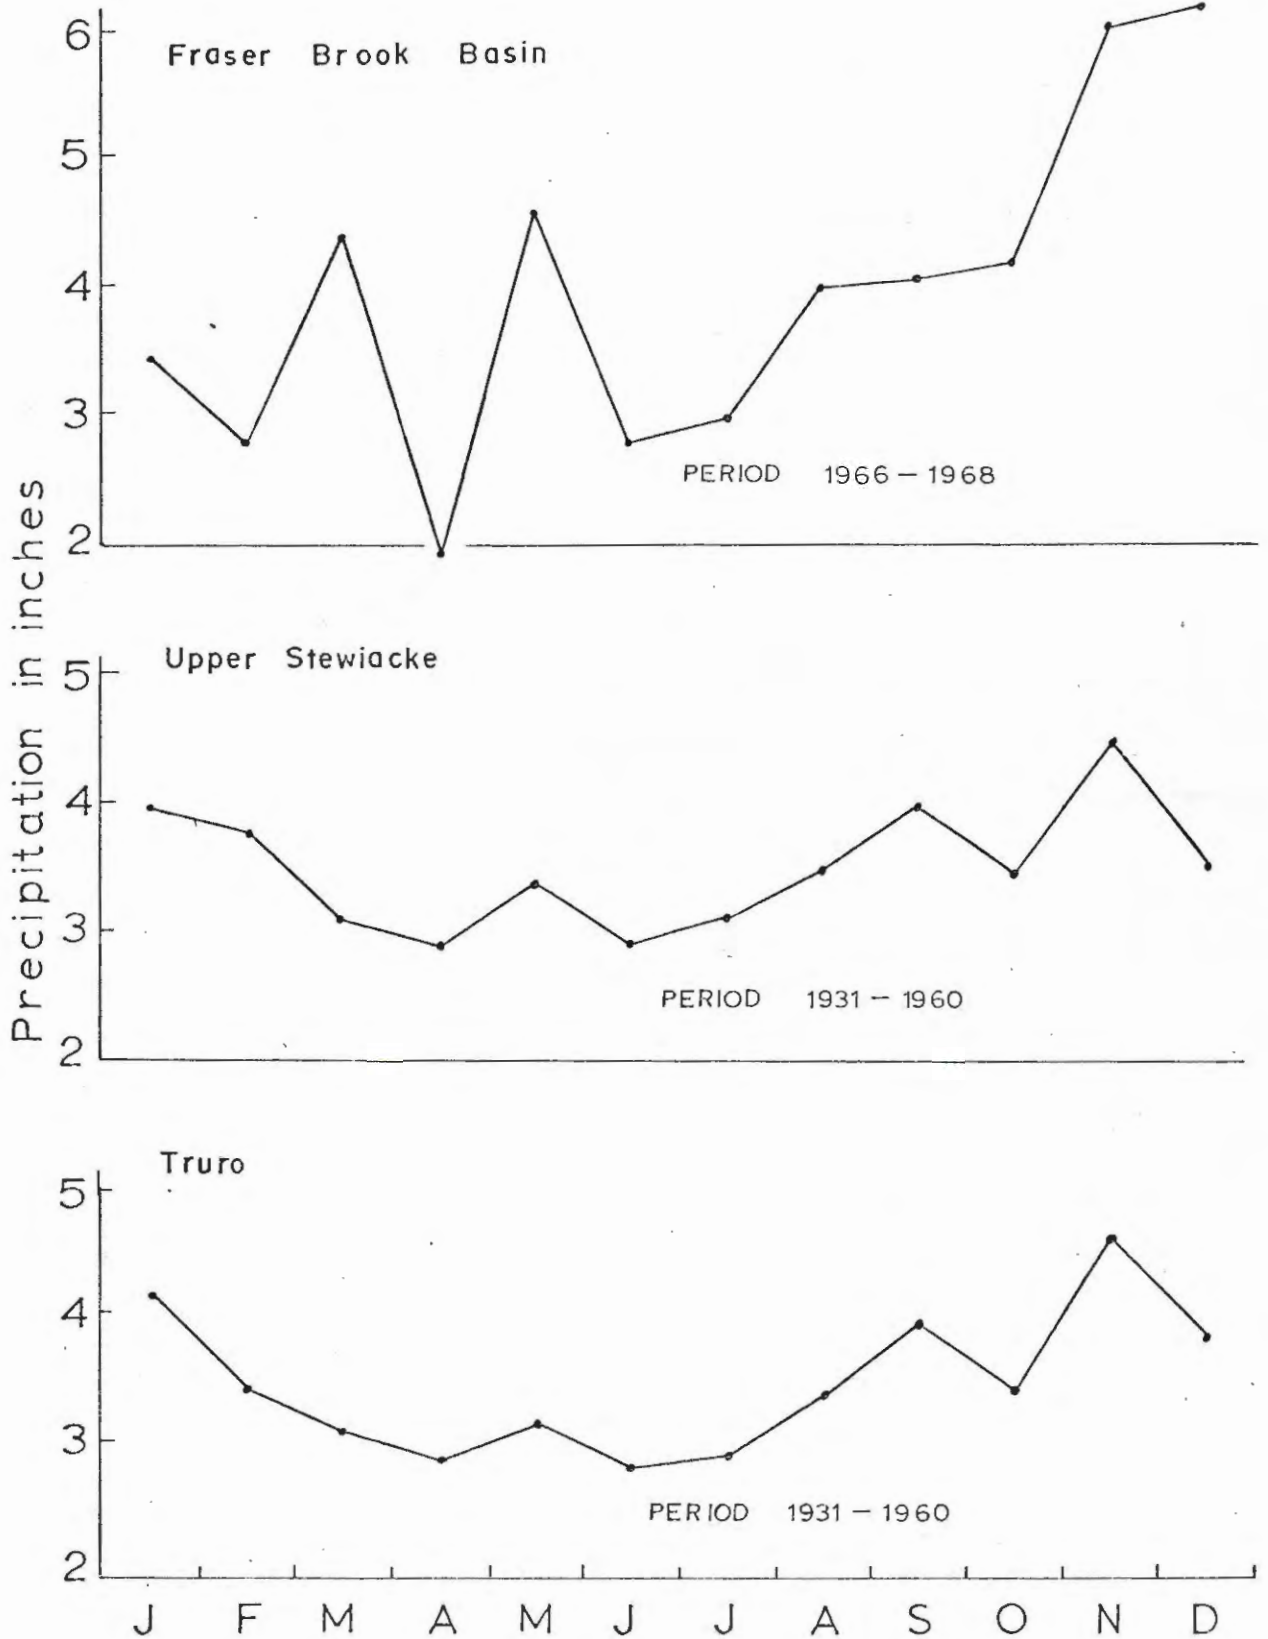 Precipitation in inches
Fraser Brook Basin
6
5
4
3
2
PERIOD 1966 – 1968
Upper Stewiacke
5
4
3
2
PERIOD 1931 – 1960
Truro
5
4
3
2
PERIOD 1931 – 1960
J F M A M J J A S O N D